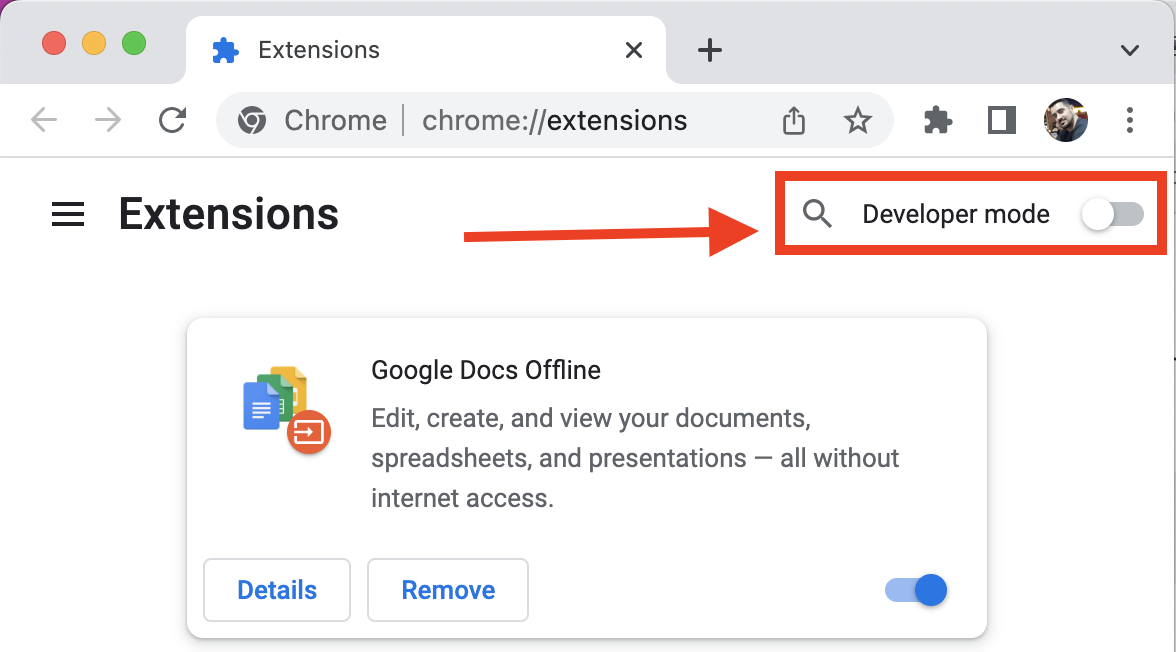 Extensions
Chrome | chrome://extensions
Extensions
Developer mode
Google Docs Offline
Edit, create, and view your documents,
spreadsheets, and presentations — all without
internet access.
Details
Remove